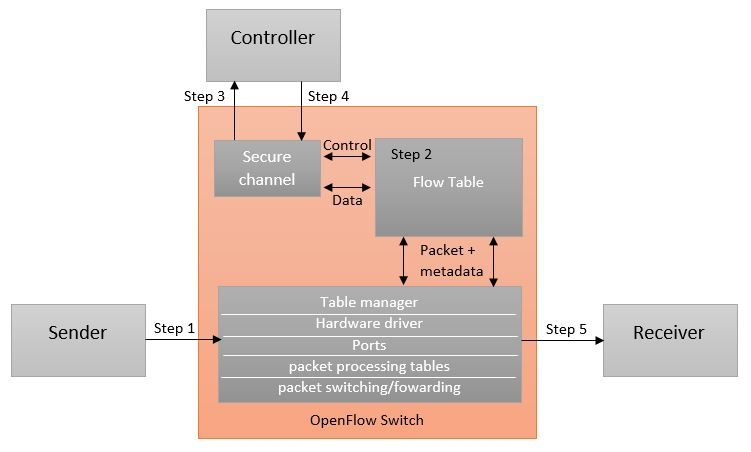 Controller
Step 3
Step 4
Secure
channel
Control
Data
Step 2
Flow Table
Packet +
metadata
Sender
Step 1
Table manager
Hardware driver
Ports
packet processing tables
packet switching/fowarding
Step 5
Receiver
OpenFlow Switch